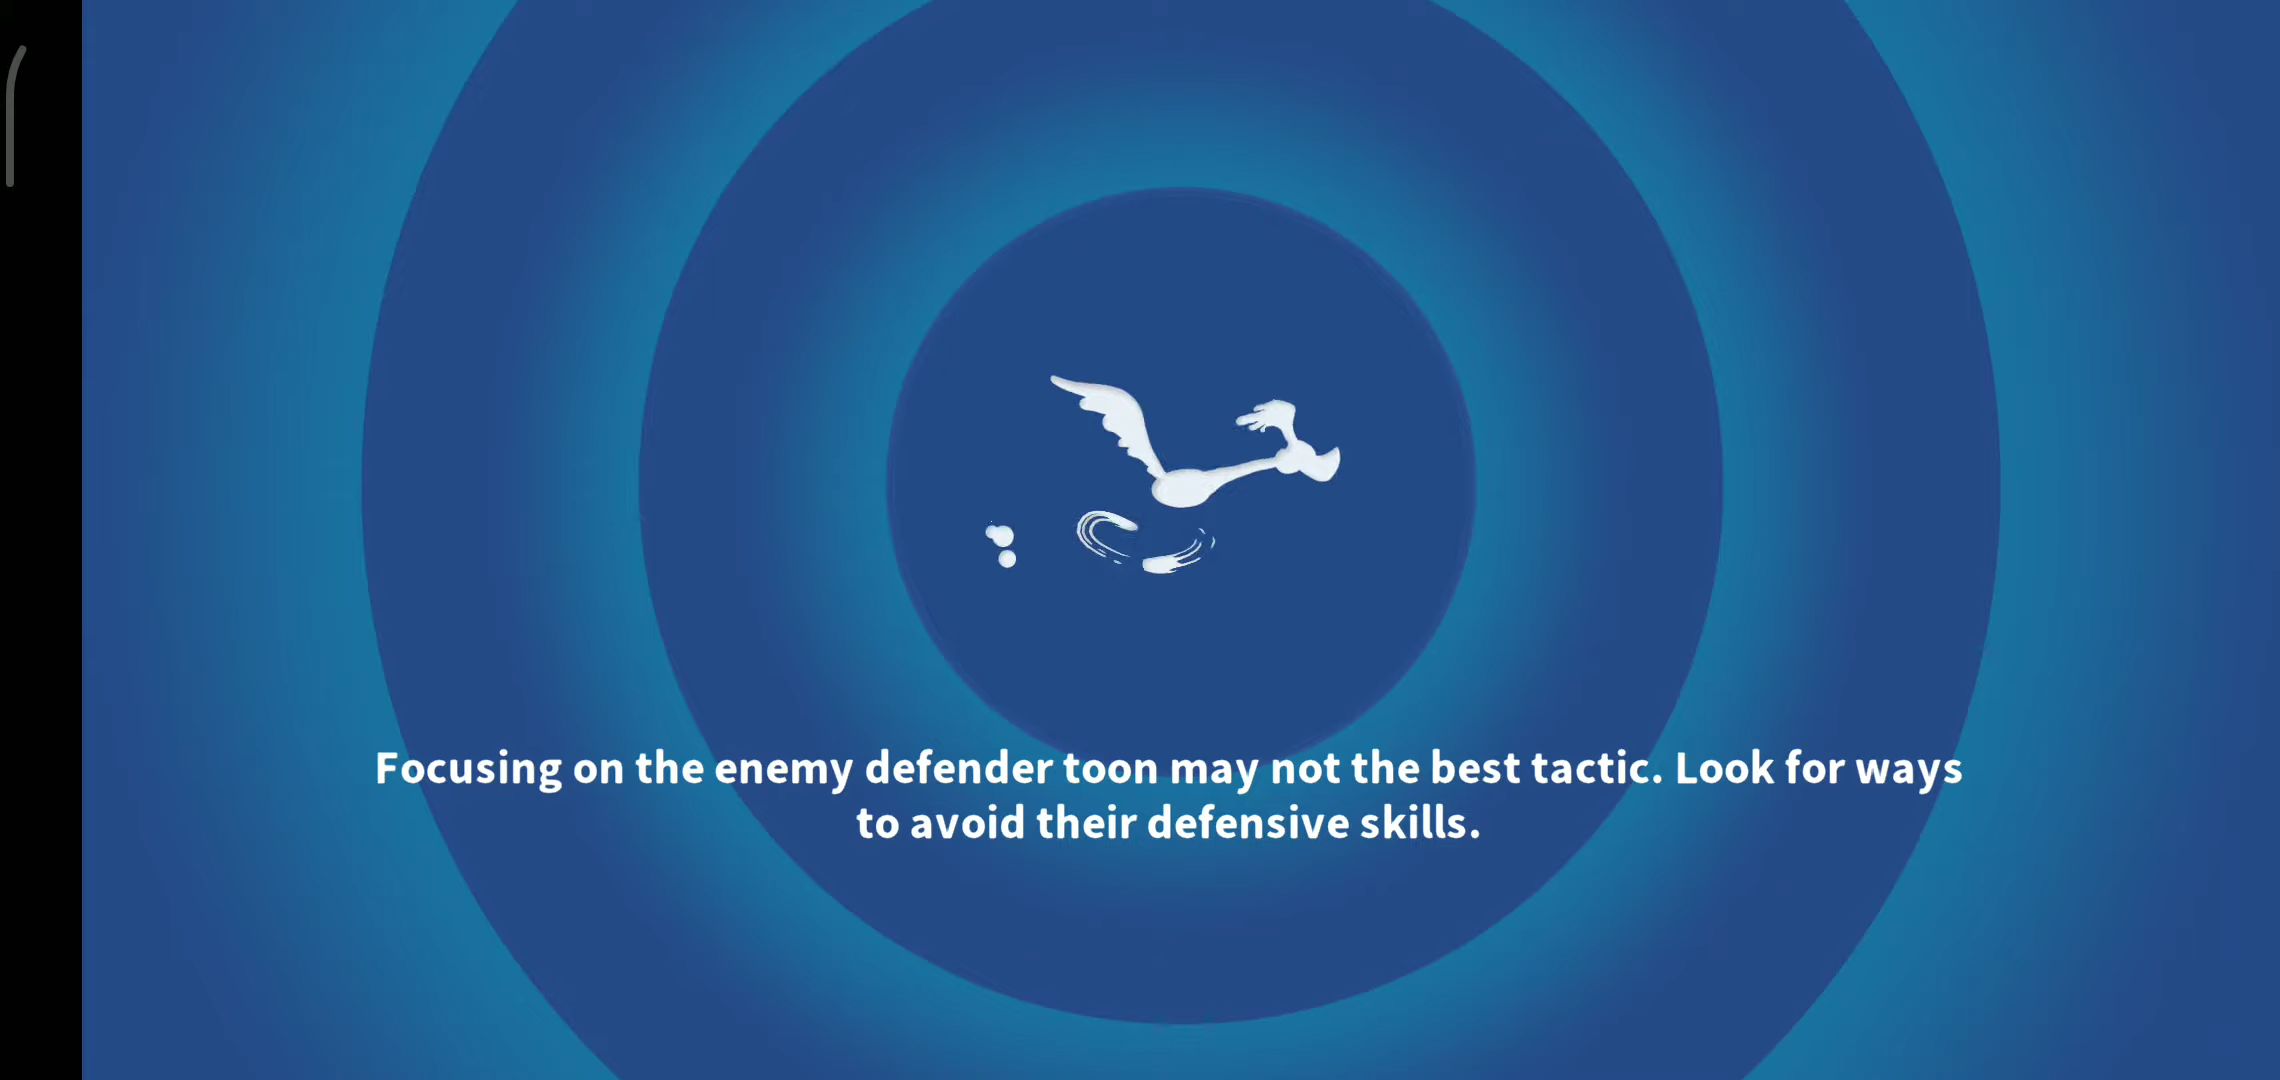 Focusing on the enemy defender toon may not the best tactic. Look for ways
to avoid their defensive skills.